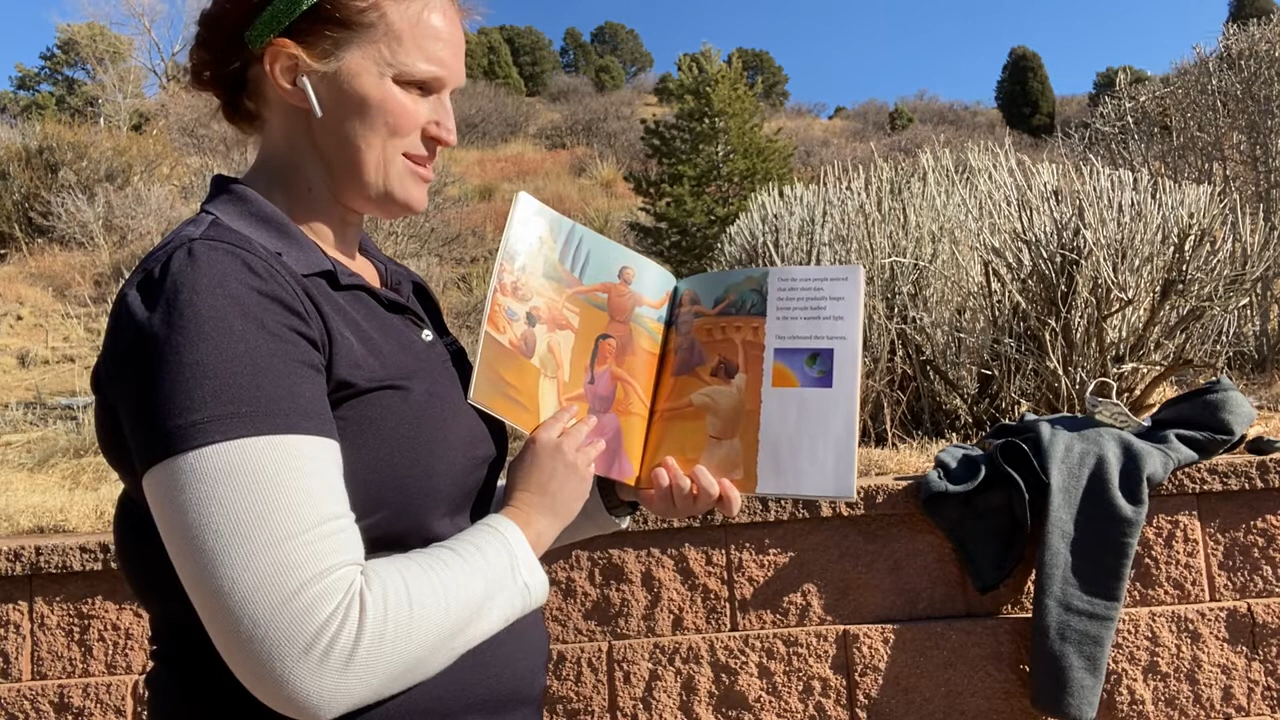 Over the years people noticed
that after short days,
the days got gradually longer.
Joyous people basked
in the sun's warmth and light.
They celebrated their harvests.